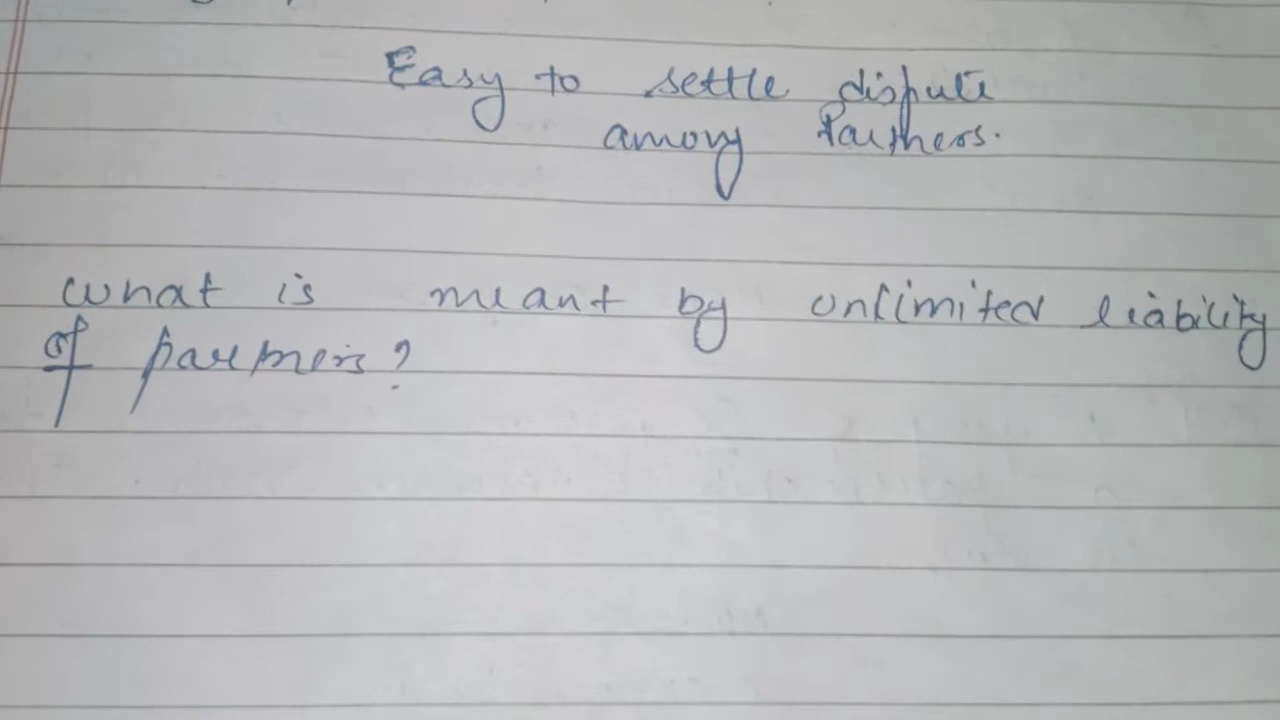 Easy to settle dispute
among Partners.
What is meant by unlimited liability
of partners?